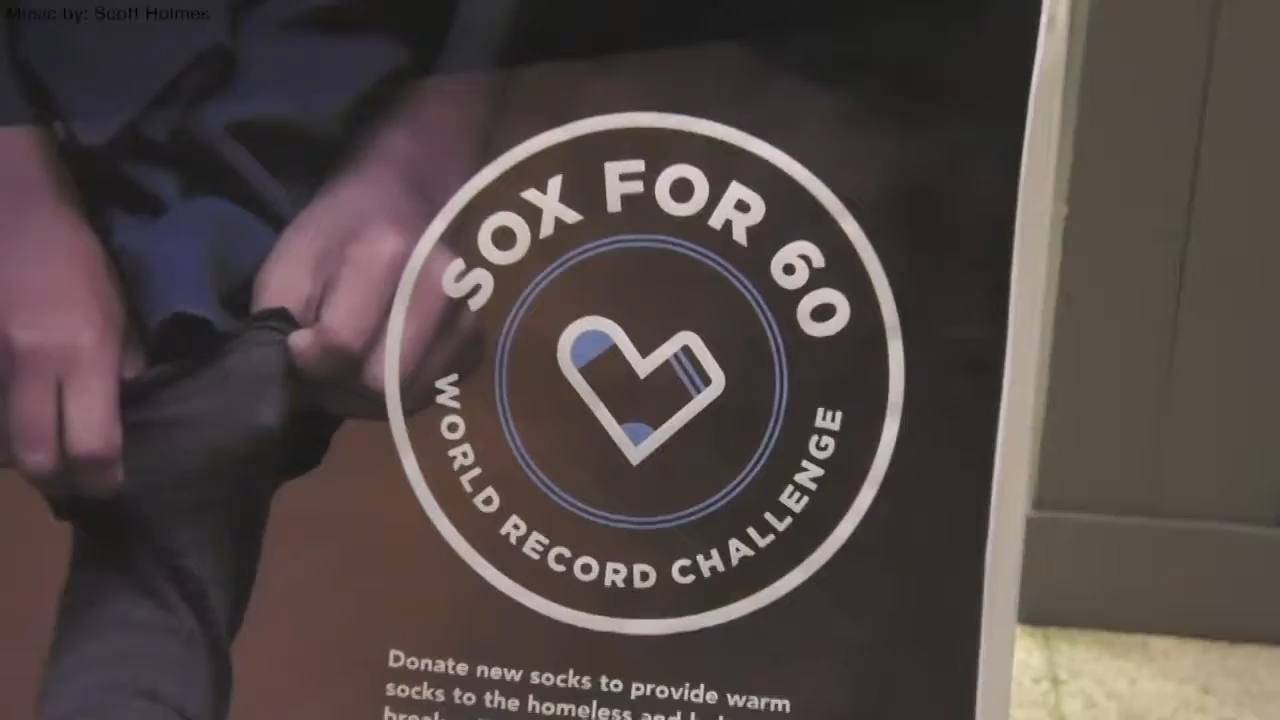 Music by: Scott Holmes
SOX FOR 60
WORLD RECORD CHALLENGE
Donate new socks to provide warm
socks to the homeless and